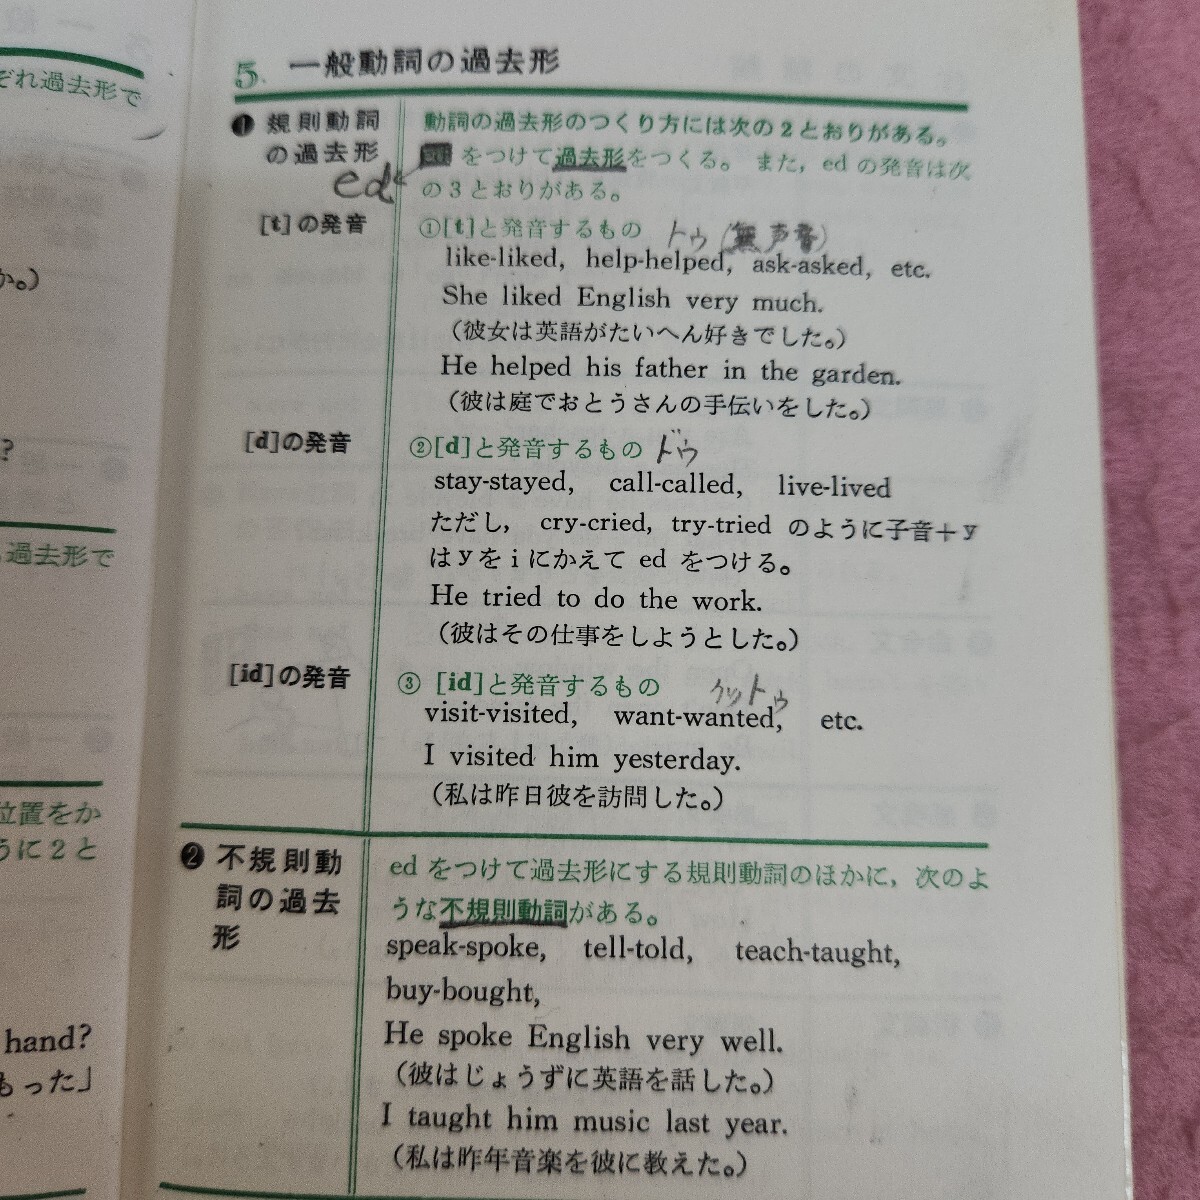 ぞれ過去形で
か。)
?
過去形で
位置をか
うに2と
hand?
もった」
5. 一般動詞の過去形
❶ 規則動詞の過去形
動詞の過去形のつくり方には次の2とおりがある。
をつけて過去形をつくる。 また, ed の発音は次
の3とおりがある。
ed
[t]の発音
①[t]と発音するもの トゥ(無声音)
like-liked, help-helped, ask-asked, etc.
She liked English very much.
(彼女は英語がたいへん好きでした。)
He helped his father in the garden.
(彼は庭でおとうさんの手伝いをした。)
[d]の発音
②[d]と発音するもの ドゥ
stay-stayed, call-called, live-lived
ただし, cry-cried, try-tried のように子音+y
はyをiにかえて ed をつける。
He tried to do the work.
(彼はその仕事をしようとした。)
[id]の発音
③ [id]と発音するもの
visit-visited, want-wanted, etc.
I visited him yesterday.
(私は昨日彼を訪問した。)
❷ 不規則動詞の過去形
ed をつけて過去形にする規則動詞のほかに, 次のよ
うな不規則動詞がある。
speak-spoke, tell-told, teach-taught,
buy-bought,
He spoke English very well.
(彼はじょうずに英語を話した。)
I taught him music last year.
(私は昨年音楽を彼に教えた。)